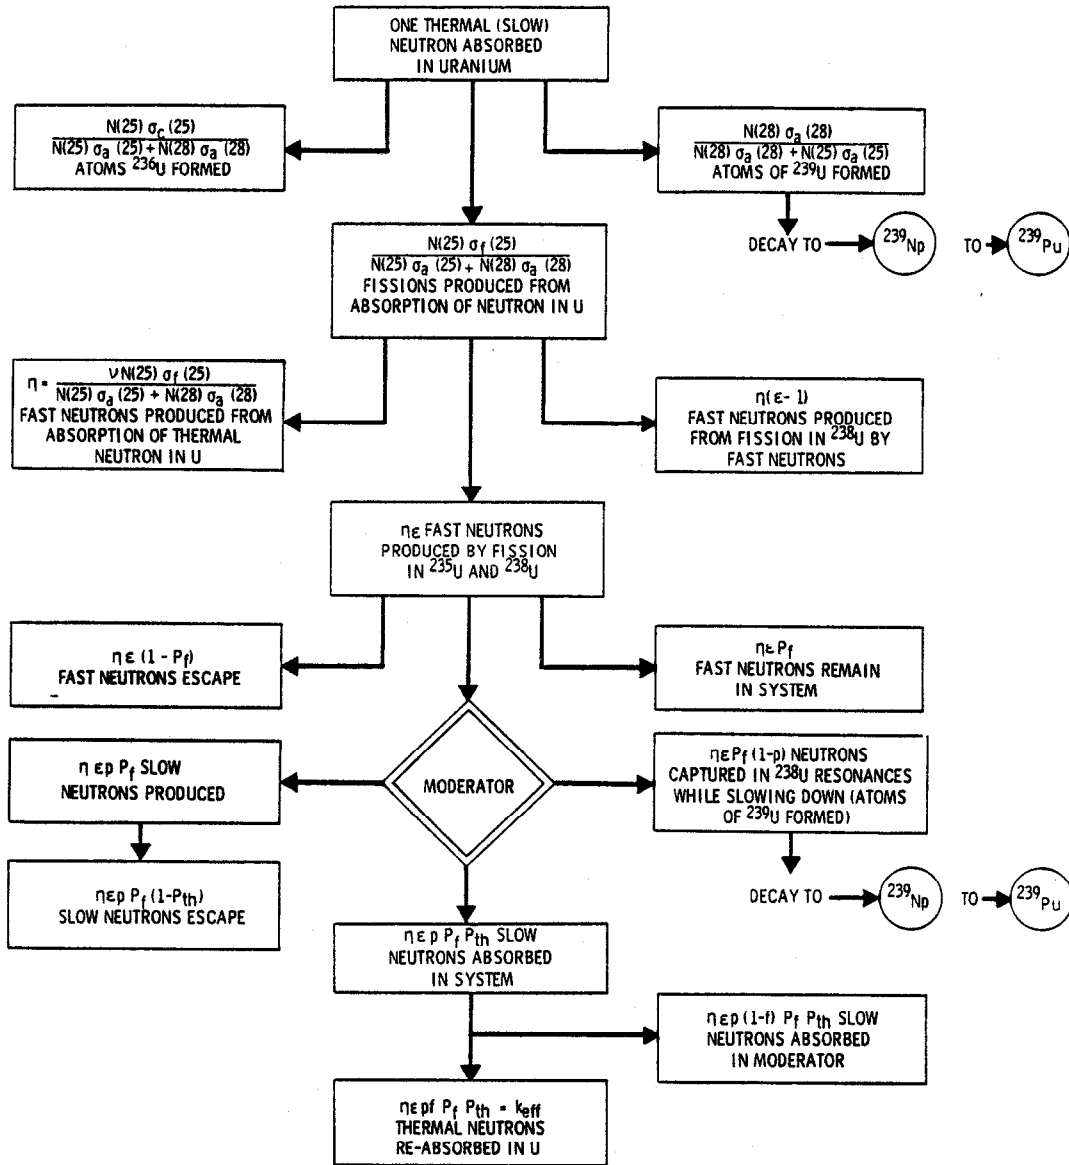 ONE THERMAL (SLOW)
NEUTRON ABSORBED
IN URANIUM
N(25) σc (25)
N(25) σa (25) + N(28) σa (28)
ATOMS ²³⁶U FORMED
N(28) σa (28)
N(28) σa (28) + N(25) σa (25)
ATOMS OF ²³⁹U FORMED
DECAY TO ²³⁹Np TO ²³⁹Pu
N(25) σf (25)
N(25) σa (25) + N(28) σa (28)
FISSIONS PRODUCED FROM
ABSORPTION OF NEUTRON IN U
η = νN(25) σf (25)
N(25) σa (25) + N(28) σa (28)
FAST NEUTRONS PRODUCED FROM
ABSORPTION OF THERMAL
NEUTRON IN U
η(ε - 1)
FAST NEUTRONS PRODUCED
FROM FISSION IN ²³⁸U BY
FAST NEUTRONS
ηε FAST NEUTRONS
PRODUCED BY FISSION
IN ²³⁵U AND ²³⁸U
ηε (1 - Pf)
FAST NEUTRONS ESCAPE
ηε Pf
FAST NEUTRONS REMAIN
IN SYSTEM
η εp Pf SLOW
NEUTRONS PRODUCED
MODERATOR
ηεPf (1-p) NEUTRONS
CAPTURED IN ²³⁸U RESONANCES
WHILE SLOWING DOWN (ATOMS
OF ²³⁹U FORMED)
ηεp Pf (1-Pth)
SLOW NEUTRONS ESCAPE
DECAY TO ²³⁹Np TO ²³⁹Pu
ηεp Pf Pth SLOW
NEUTRONS ABSORBED
IN SYSTEM
ηεp (1-f) Pf Pth SLOW
NEUTRONS ABSORBED
IN MODERATOR
ηεpf Pf Pth = keff
THERMAL NEUTRONS
RE-ABSORBED IN U